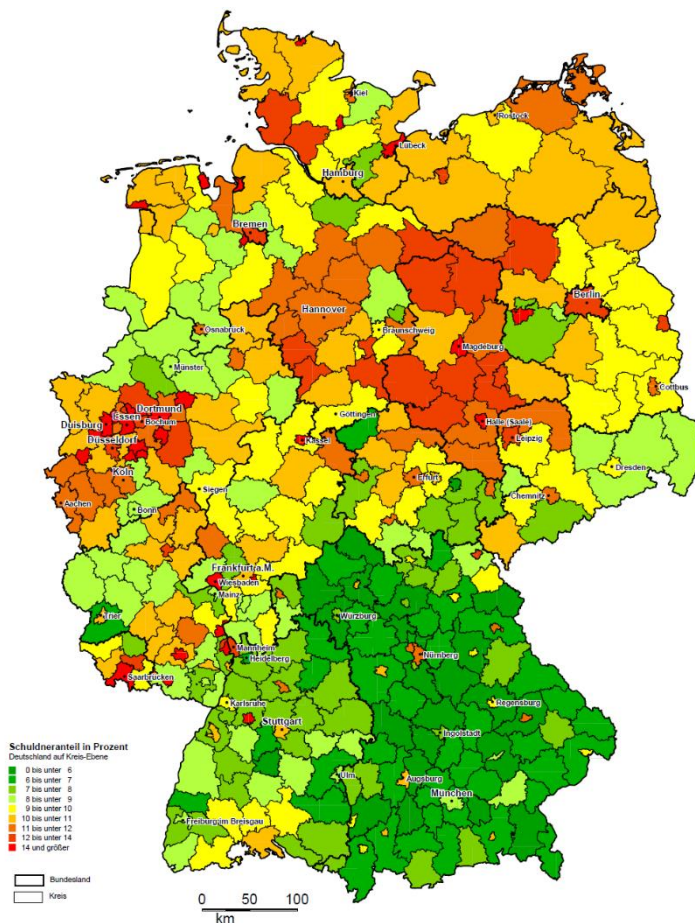 Kiel
Rostock
Lübeck
Hamburg
Bremen
Berlin
Hannover
Osnabrück
Braunschweig
Magdeburg
Münster
Cottbus
Dortmund
Essen
Duisburg
Bochum
Göttingen
Halle (Saale)
Düsseldorf
Kassel
Leipzig
Köln
Dresden
Erfurt
Siegen
Chemnitz
Aachen
Bonn
Frankfurt a.M.
Wiesbaden
Mainz
Trier
Würzburg
Mannheim
Heidelberg
Nürnberg
Saarbrücken
Karlsruhe
Regensburg
Stuttgart
Ingolstadt
Ulm
Augsburg
München
Freiburg im Breisgau
Schuldneranteil in Prozent
Deutschland auf Kreis-Ebene
0 bis unter 6
6 bis unter 7
7 bis unter 8
8 bis unter 9
9 bis unter 10
10 bis unter 11
11 bis unter 12
12 bis unter 14
14 und größer
Bundesland
Kreis
0 50 100
km